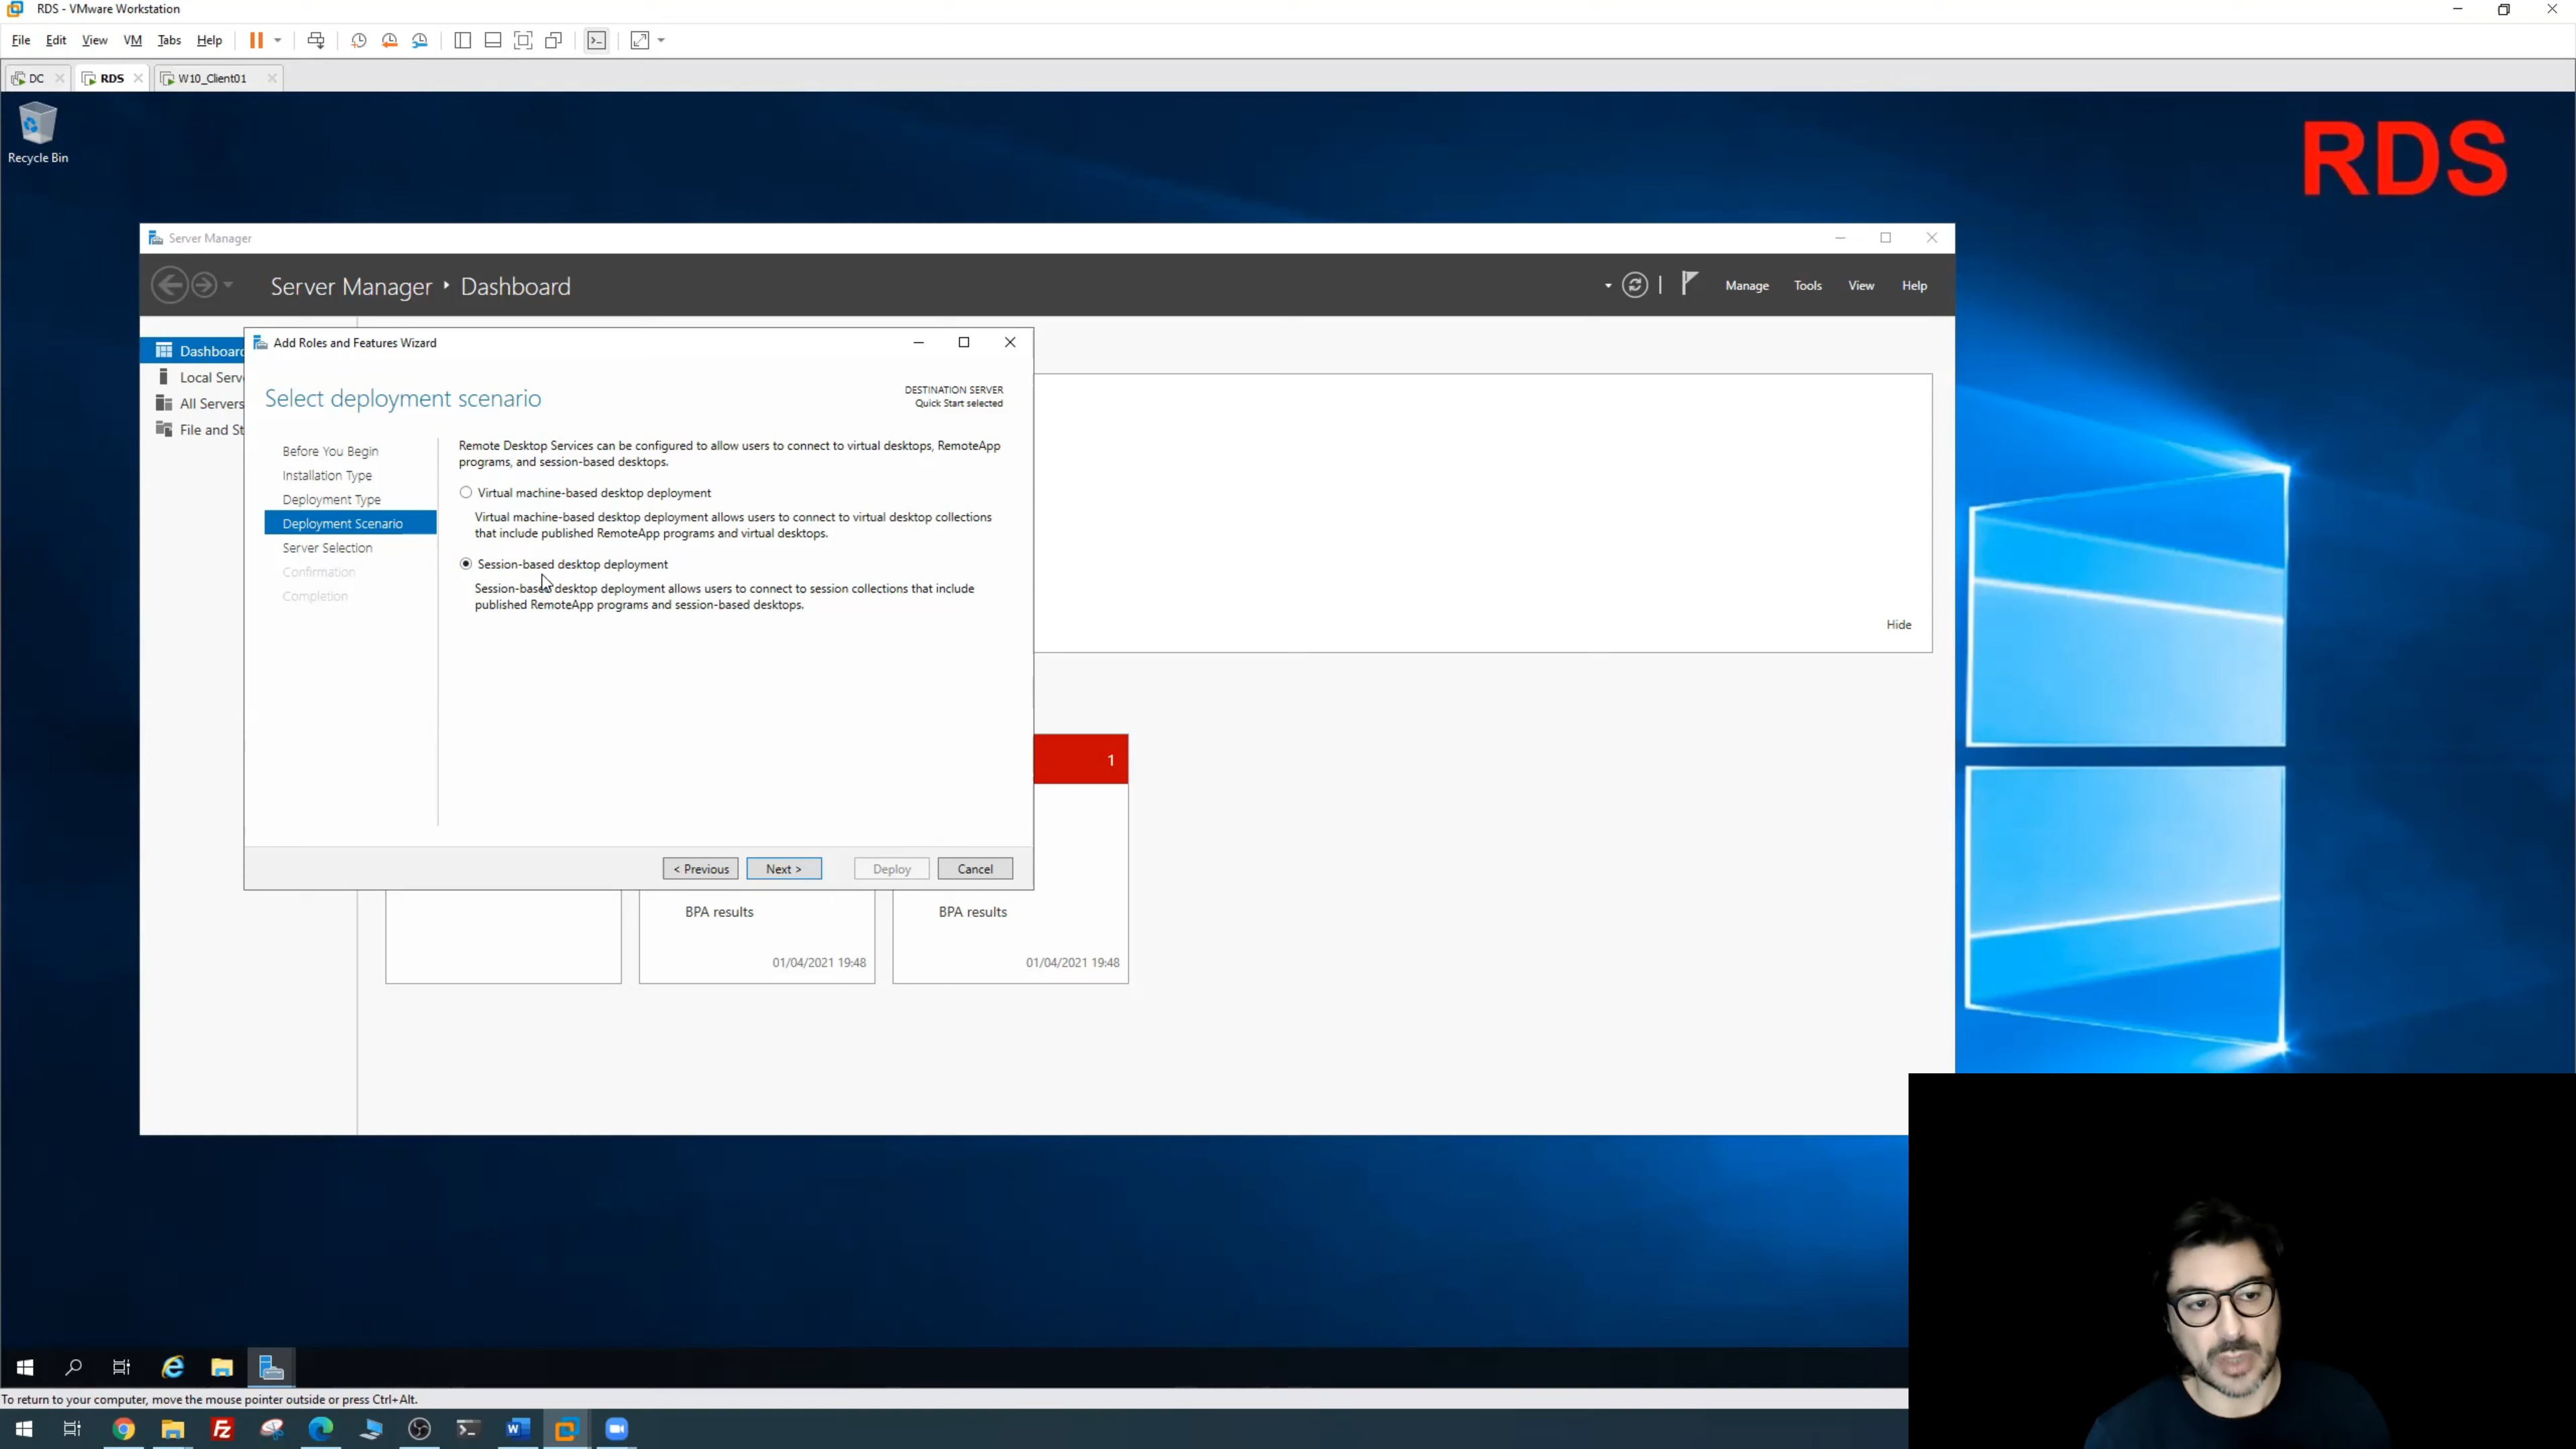 RDS - VMware Workstation
File Edit View VM Tabs Help
DC RDS W10_Client01
Recycle Bin
RDS
Server Manager
Server Manager Dashboard
Manage Tools View Help
Dashboard
Local Serv
All Servers
File and St
Add Roles and Features Wizard
Select deployment scenario
DESTINATION SERVER
Quick Start selected
Before You Begin
Installation Type
Deployment Type
Deployment Scenario
Server Selection
Confirmation
Completion
Remote Desktop Services can be configured to allow users to connect to virtual desktops, RemoteApp
programs, and session-based desktops.
Virtual machine-based desktop deployment
Virtual machine-based desktop deployment allows users to connect to virtual desktop collections
that include published RemoteApp programs and virtual desktops.
Session-based desktop deployment
Session-based desktop deployment allows users to connect to session collections that include
published RemoteApp programs and session-based desktops.
Hide
1
< Previous Next > Deploy Cancel
BPA results BPA results
01/04/2021 19:48 01/04/2021 19:48
To return to your computer, move the mouse pointer outside or press Ctrl+Alt.